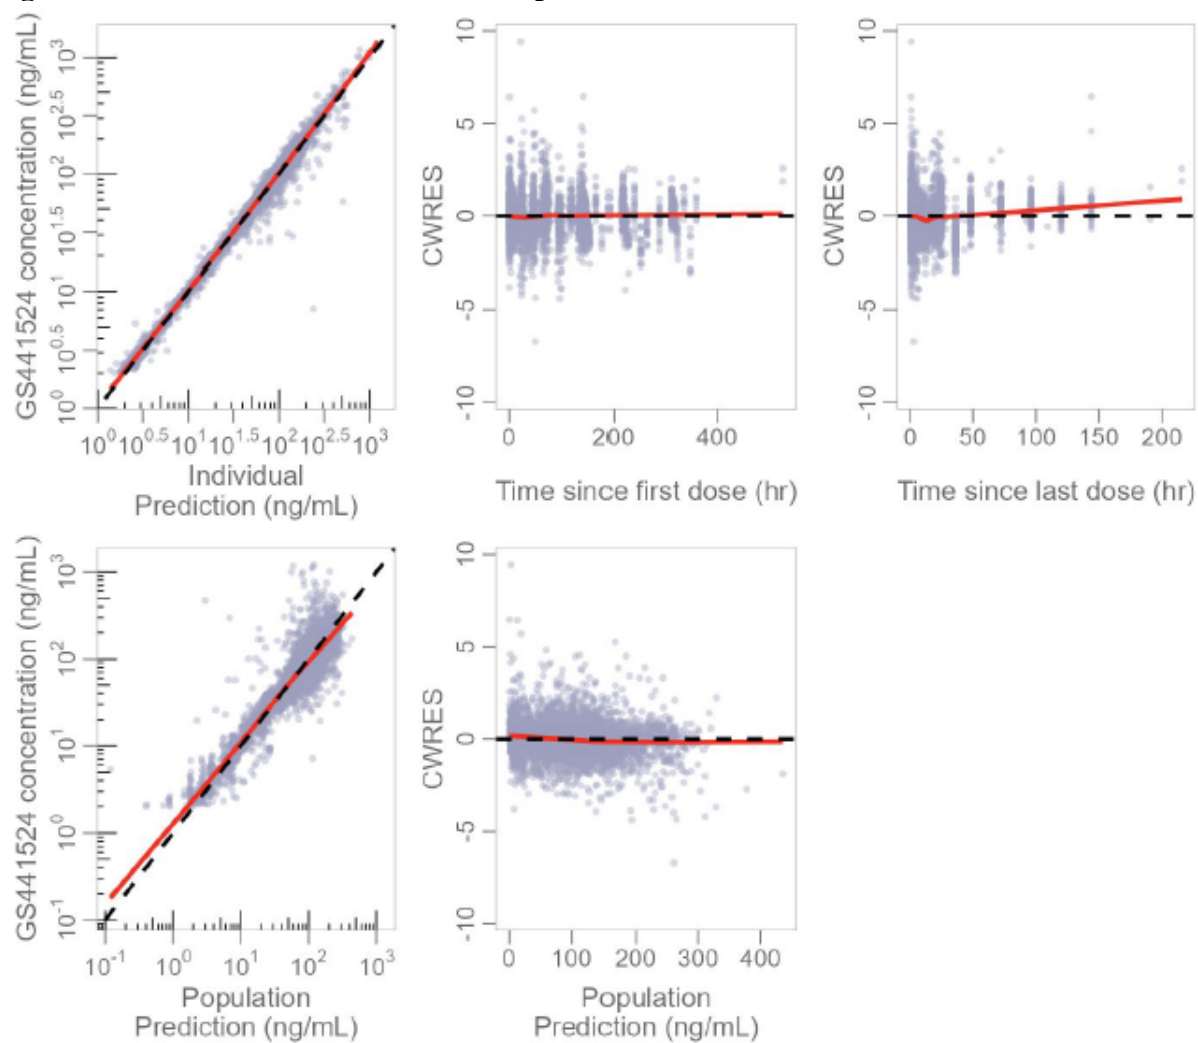 GS441524 concentration (ng/mL)
10^3
10^2.5
10^2
10^1.5
10^1
10^0.5
10^0
10^0 10^0.5 10^1 10^1.5 10^2 10^2.5 10^3
Individual
Prediction (ng/mL)
CWRES
10
5
0
-5
-10
0 200 400
Time since first dose (hr)
CWRES
10
5
0
-5
-10
0 50 100 150 200
Time since last dose (hr)
GS441524 concentration (ng/mL)
10^3
10^2
10^1
10^0
10^-1
10^-1 10^0 10^1 10^2 10^3
Population
Prediction (ng/mL)
CWRES
10
5
0
-5
-10
0 100 200 300 400
Population
Prediction (ng/mL)